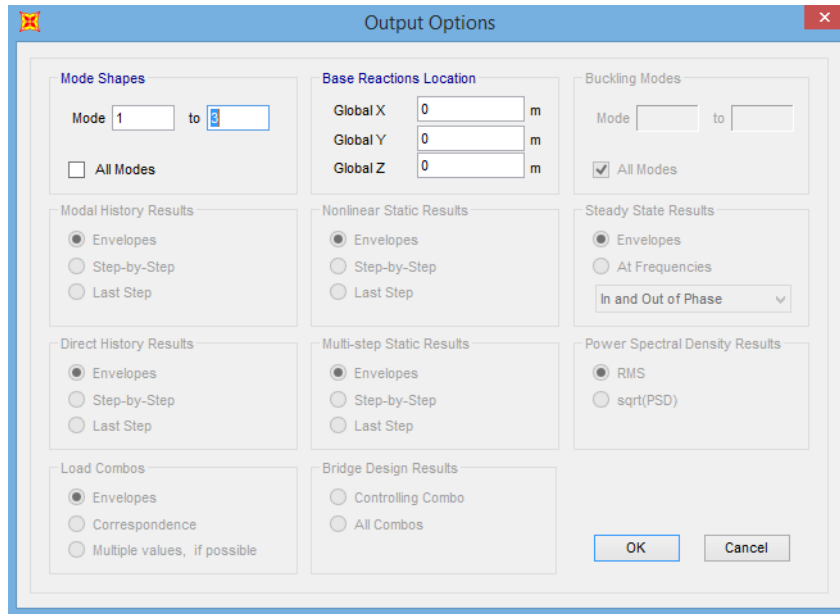 Output Options
Mode Shapes
Mode 1 to 3
All Modes
Base Reactions Location
Global X 0 m
Global Y 0 m
Global Z 0 m
Buckling Modes
Mode to
All Modes
Modal History Results
Envelopes
Step-by-Step
Last Step
Nonlinear Static Results
Envelopes
Step-by-Step
Last Step
Steady State Results
Envelopes
At Frequencies
In and Out of Phase
Direct History Results
Envelopes
Step-by-Step
Last Step
Multi-step Static Results
Envelopes
Step-by-Step
Last Step
Power Spectral Density Results
RMS
sqrt(PSD)
Load Combos
Envelopes
Correspondence
Multiple values, if possible
Bridge Design Results
Controlling Combo
All Combos
OK
Cancel